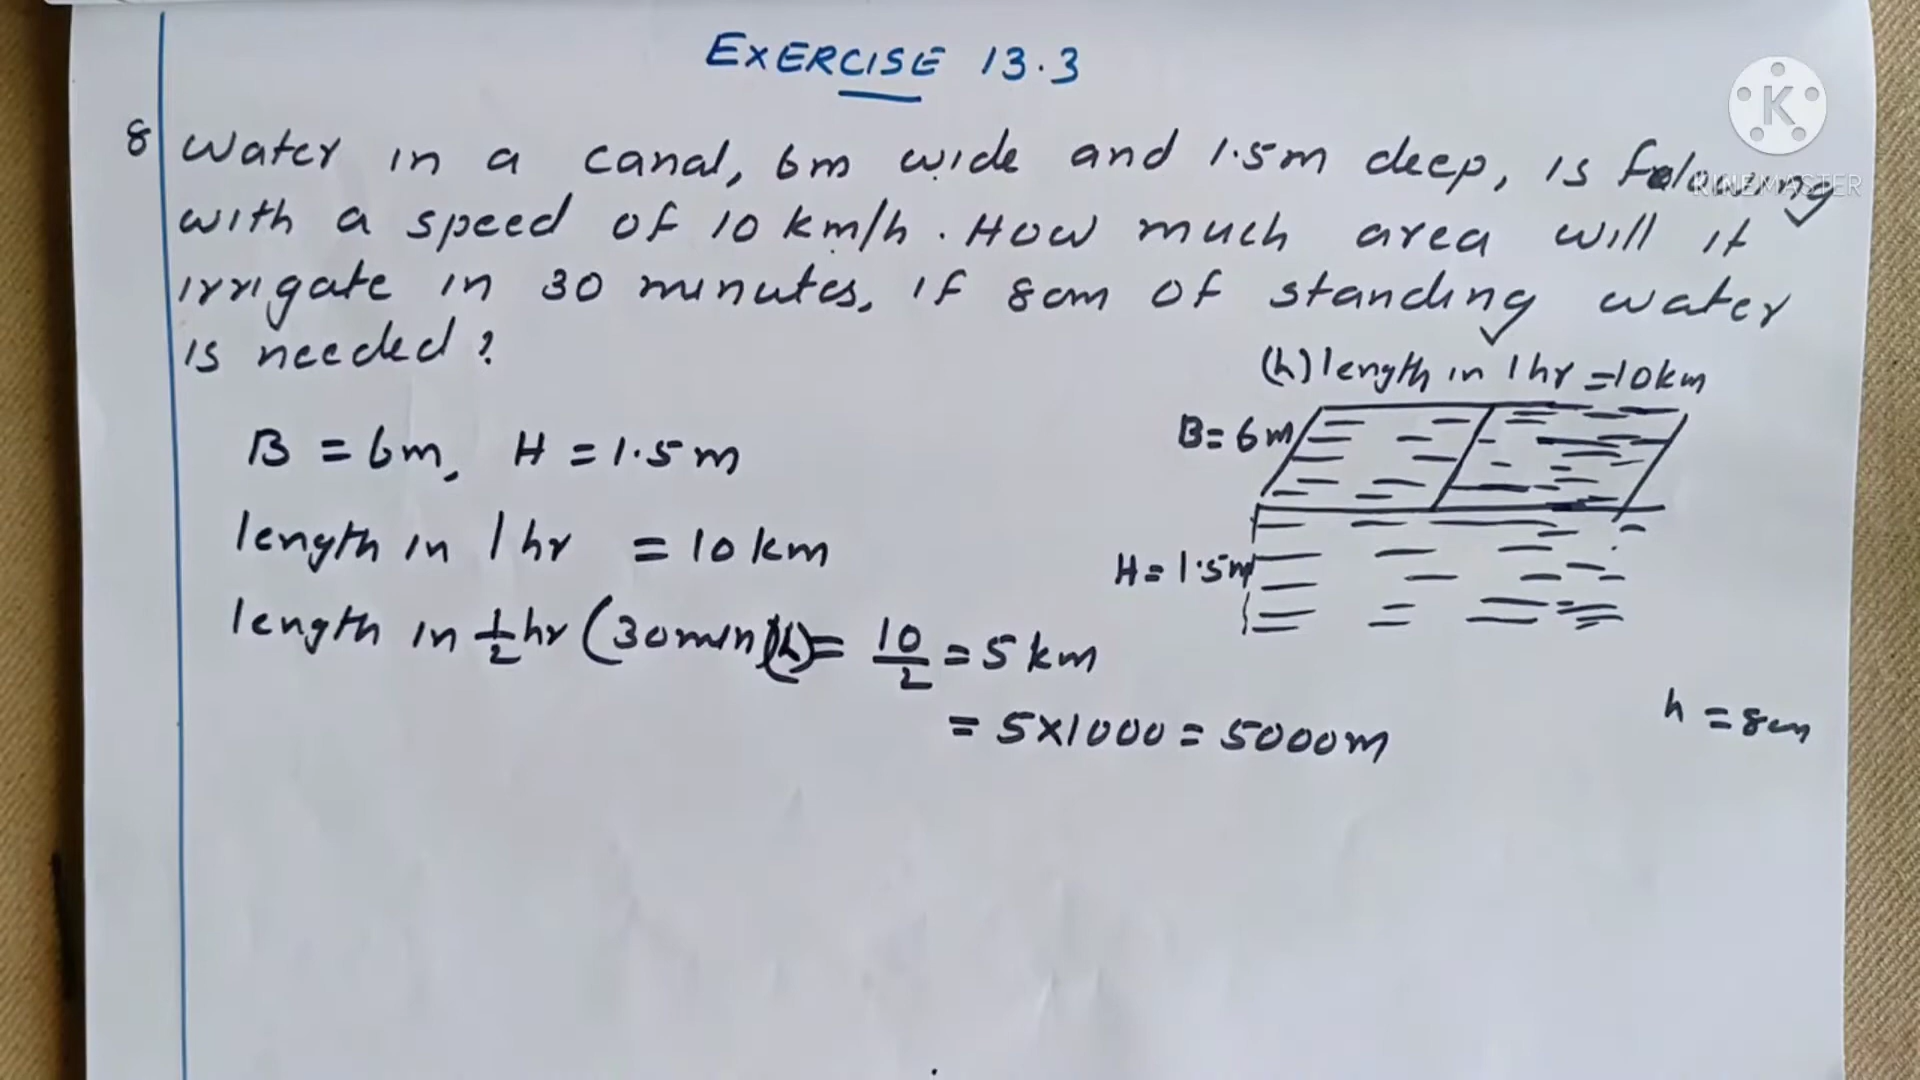 EXERCISE 13.3
8 Water in a canal, 6m wide and 1.5m deep, is
with a speed of 10 km/h. How much area will it
irrigate in 30 minutes, if 8cm of standing water
is needed?
(h) length in 1hr = 10km
B = 6m
B = 6m, H = 1.5m
length in 1hr = 10km
H = 1.5m
length in 1/2 hr (30min) = 10/2 = 5km
= 5×1000 = 5000m
h = 8cm
K
KINEMASTER